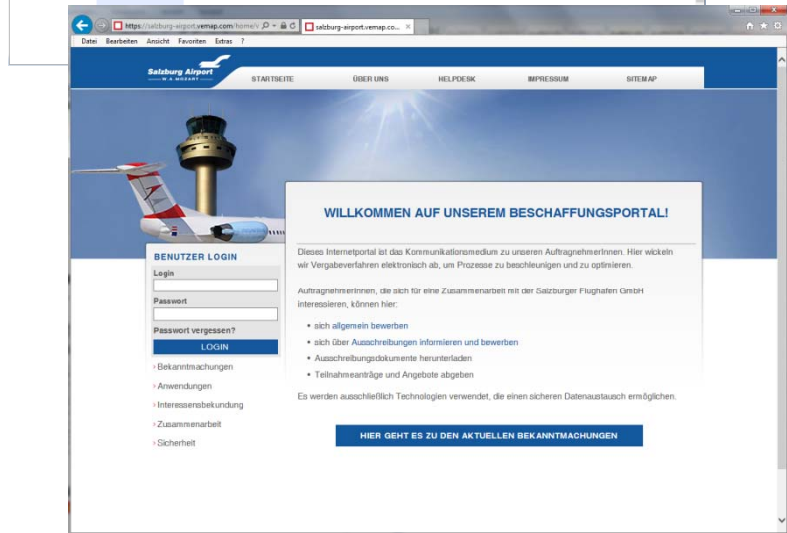 https://salzburg-airport.vemap.com/home/v
salzburg-airport.vemap.co...
Datei Bearbeiten Ansicht Favoriten Extras ?
Salzburg Airport
W. A. MOZART
STARTSEITE ÜBER UNS HELPDESK IMPRESSUM SITEMAP
WILLKOMMEN AUF UNSEREM BESCHAFFUNGSPORTAL!
Dieses Internetportal ist das Kommunikationsmedium zu unseren AuftragnehmerInnen. Hier wickeln
wir Vergabeverfahren elektronisch ab, um Prozesse zu beschleunigen und zu optimieren.
AuftragnehmerInnen, die sich für eine Zusammenarbeit mit der Salzburger Flughafen GmbH
interessieren, können hier:
• sich allgemein bewerben
• sich über Ausschreibungen informieren und bewerben
• Ausschreibungsdokumente herunterladen
• Teilnahmeanträge und Angebote abgeben
Es werden ausschließlich Technologien verwendet, die einen sicheren Datenaustausch ermöglichen.
HIER GEHT ES ZU DEN AKTUELLEN BEKANNTMACHUNGEN
BENUTZER LOGIN
Login
Passwort
Passwort vergessen?
LOGIN
› Bekanntmachungen
› Anwendungen
› Interessensbekundung
› Zusammenarbeit
› Sicherheit